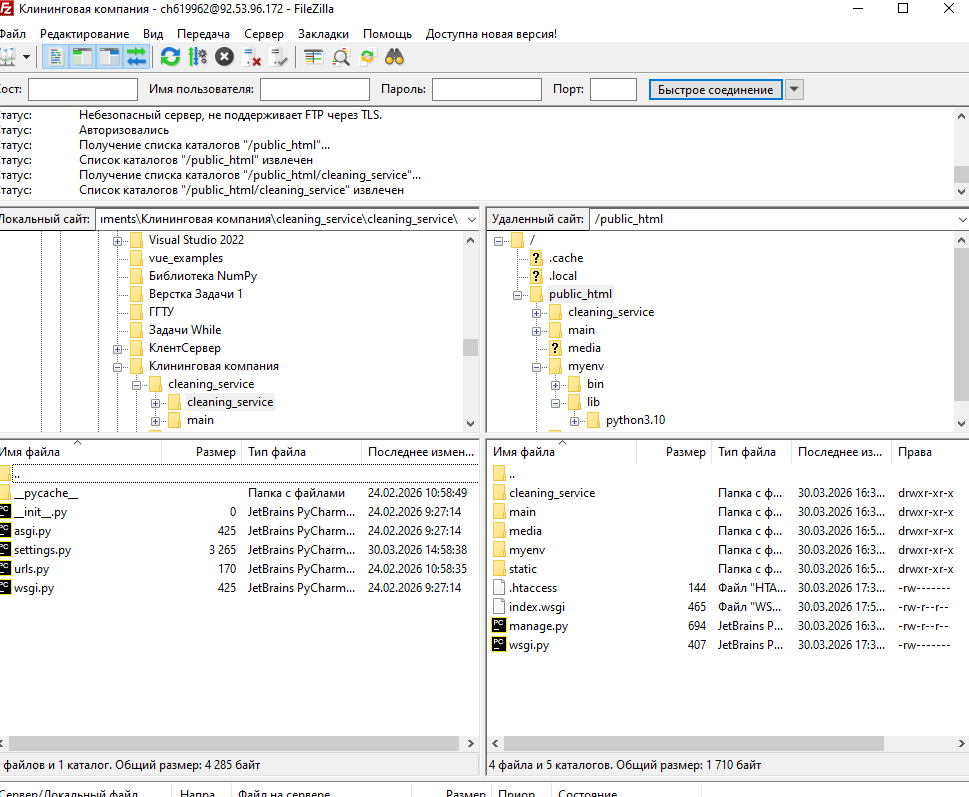 Клининговая компания - ch619962@92.53.96.172 - FileZilla
Файл Редактирование Вид Передача Сервер Закладки Помощь Доступна новая версия!
Хост: Имя пользователя: Пароль: Порт: Быстрое соединение
татус: Небезопасный сервер, не поддерживает FTP через TLS.
татус: Авторизовались
татус: Получение списка каталогов "/public_html"...
татус: Список каталогов "/public_html" извлечен
татус: Получение списка каталогов "/public_html/cleaning_service"...
татус: Список каталогов "/public_html/cleaning_service" извлечен
Локальный сайт: ıments\Клининговая компания\cleaning_service\cleaning_service\
Visual Studio 2022
vue_examples
Библиотека NumPy
Верстка Задачи 1
ГГТУ
Задачи While
КлентСервер
Клининговая компания
cleaning_service
cleaning_service
main
Удаленный сайт: /public_html
/
.cache
.local
public_html
cleaning_service
main
media
myenv
bin
lib
python3.10
Имя файла Размер Тип файла Последнее измен...
..
__pycache__ Папка с файлами 24.02.2026 10:58:49
__init__.py 0 JetBrains PyCharm... 24.02.2026 9:27:14
asgi.py 425 JetBrains PyCharm... 24.02.2026 9:27:14
settings.py 3 265 JetBrains PyCharm... 30.03.2026 14:58:38
urls.py 170 JetBrains PyCharm... 24.02.2026 10:58:35
wsgi.py 425 JetBrains PyCharm... 24.02.2026 9:27:14
файлов и 1 каталог. Общий размер: 4 285 байт
Имя файла Размер Тип файла Последнее из... Права
..
cleaning_service Папка с ф... 30.03.2026 16:3... drwxr-xr-x
main Папка с ф... 30.03.2026 16:3... drwxr-xr-x
media Папка с ф... 30.03.2026 16:5... drwxr-xr-x
myenv Папка с ф... 30.03.2026 16:3... drwxr-xr-x
static Папка с ф... 30.03.2026 16:5... drwxr-xr-x
.htaccess 144 Файл "HTA... 30.03.2026 17:3... -rw-------
index.wsgi 465 Файл "WS... 30.03.2026 17:5... -rw-r--r--
manage.py 694 JetBrains P... 30.03.2026 16:3... -rw-r--r--
wsgi.py 407 JetBrains P... 30.03.2026 17:3... -rw-------
4 файла и 5 каталогов. Общий размер: 1 710 байт
Сервер/Локальный файл Напра... Файл на сервере Размер Приор... Состояние